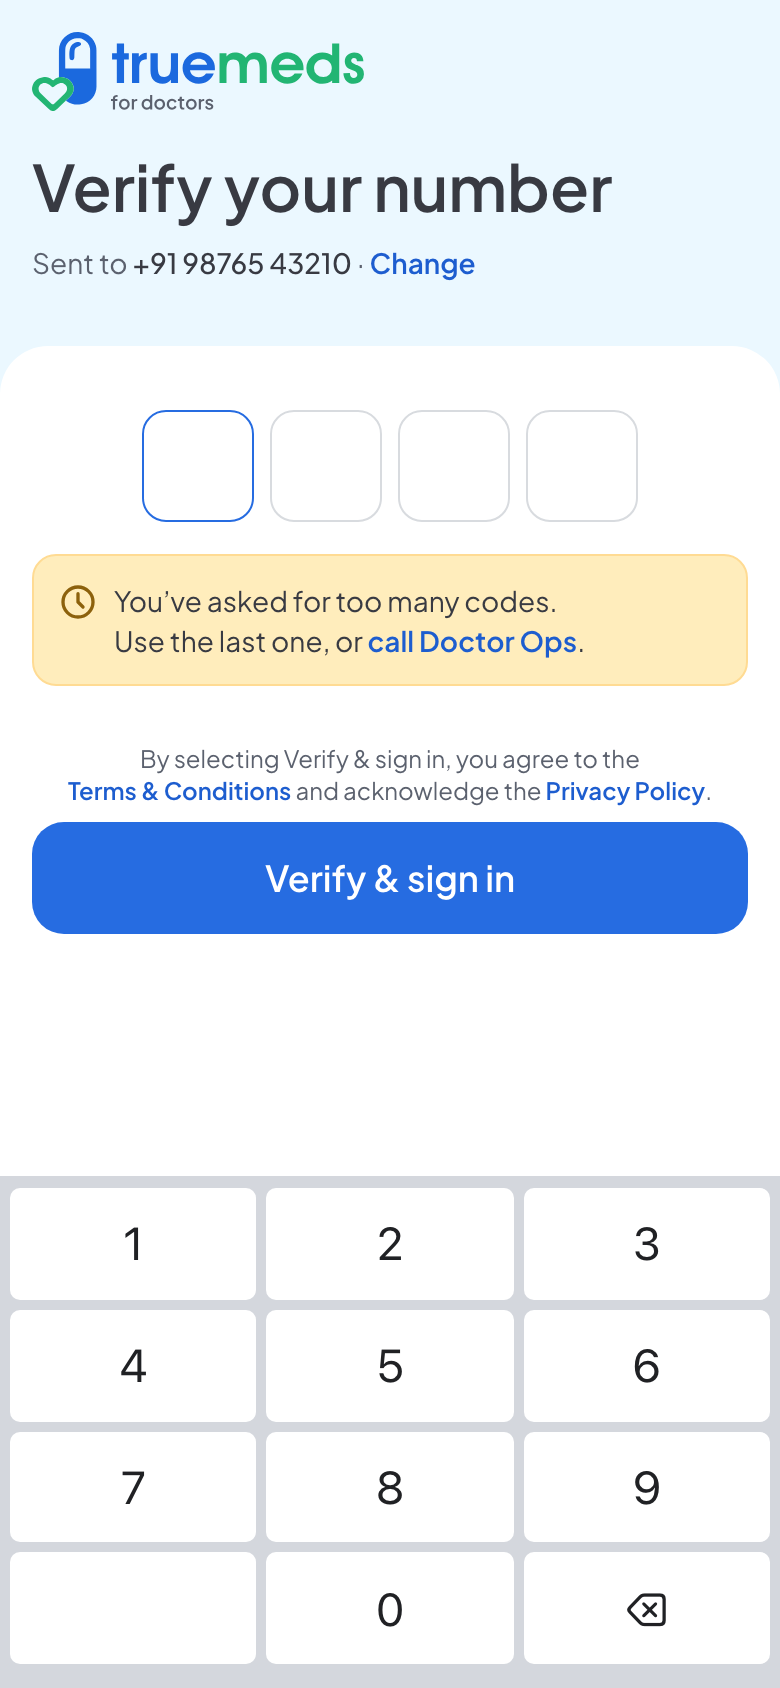 truemeds
for doctors
Verify your number
Sent to +91 98765 43210 · Change
You’ve asked for too many codes.
Use the last one, or call Doctor Ops.
By selecting Verify & sign in, you agree to the
Terms & Conditions and acknowledge the Privacy Policy.
Verify & sign in
1 2 3
4 5 6
7 8 9
0